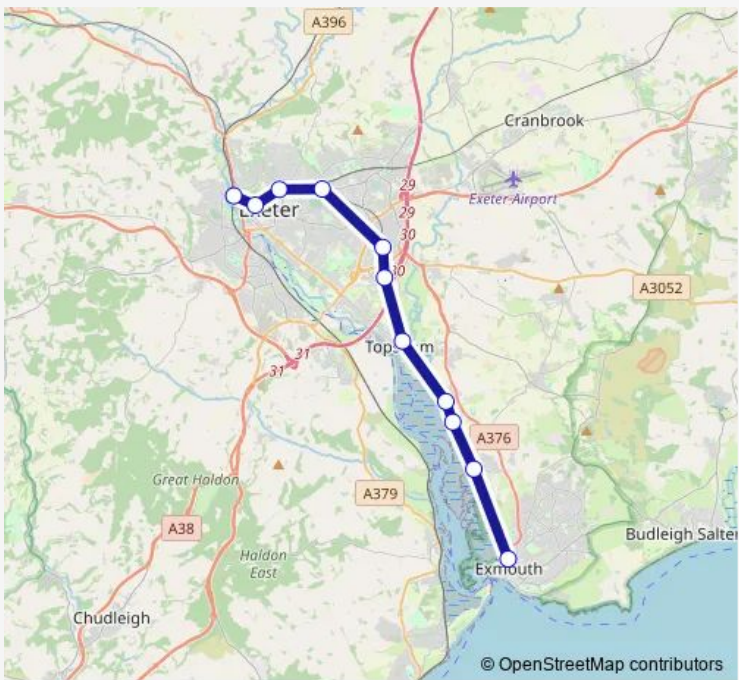 A396
Cranbrook
29
Exeter Airport
Exeter
29
30
30
A3052
Topsham
31
31
A376
Great Haldon
A379
A38
Haldon
East
Budleigh Salter
Exmouth
Chudleigh
© OpenStreetMap contributors